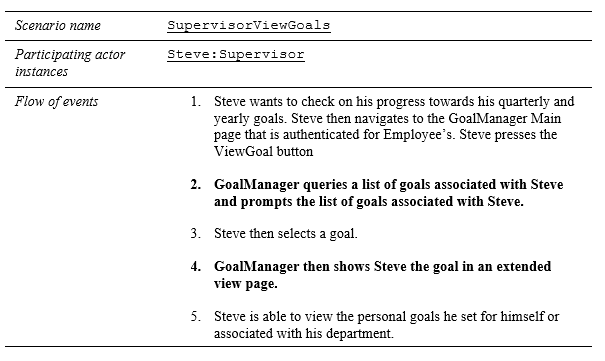 Scenario name SupervisorViewGoals
Participating actor Steve:Supervisor
instances
Flow of events 1. Steve wants to check on his progress towards his quarterly and
yearly goals. Steve then navigates to the GoalManager Main
page that is authenticated for Employee’s. Steve presses the
ViewGoal button
2. GoalManager queries a list of goals associated with Steve
and prompts the list of goals associated with Steve.
3. Steve then selects a goal.
4. GoalManager then shows Steve the goal in an extended
view page.
5. Steve is able to view the personal goals he set for himself or
associated with his department.